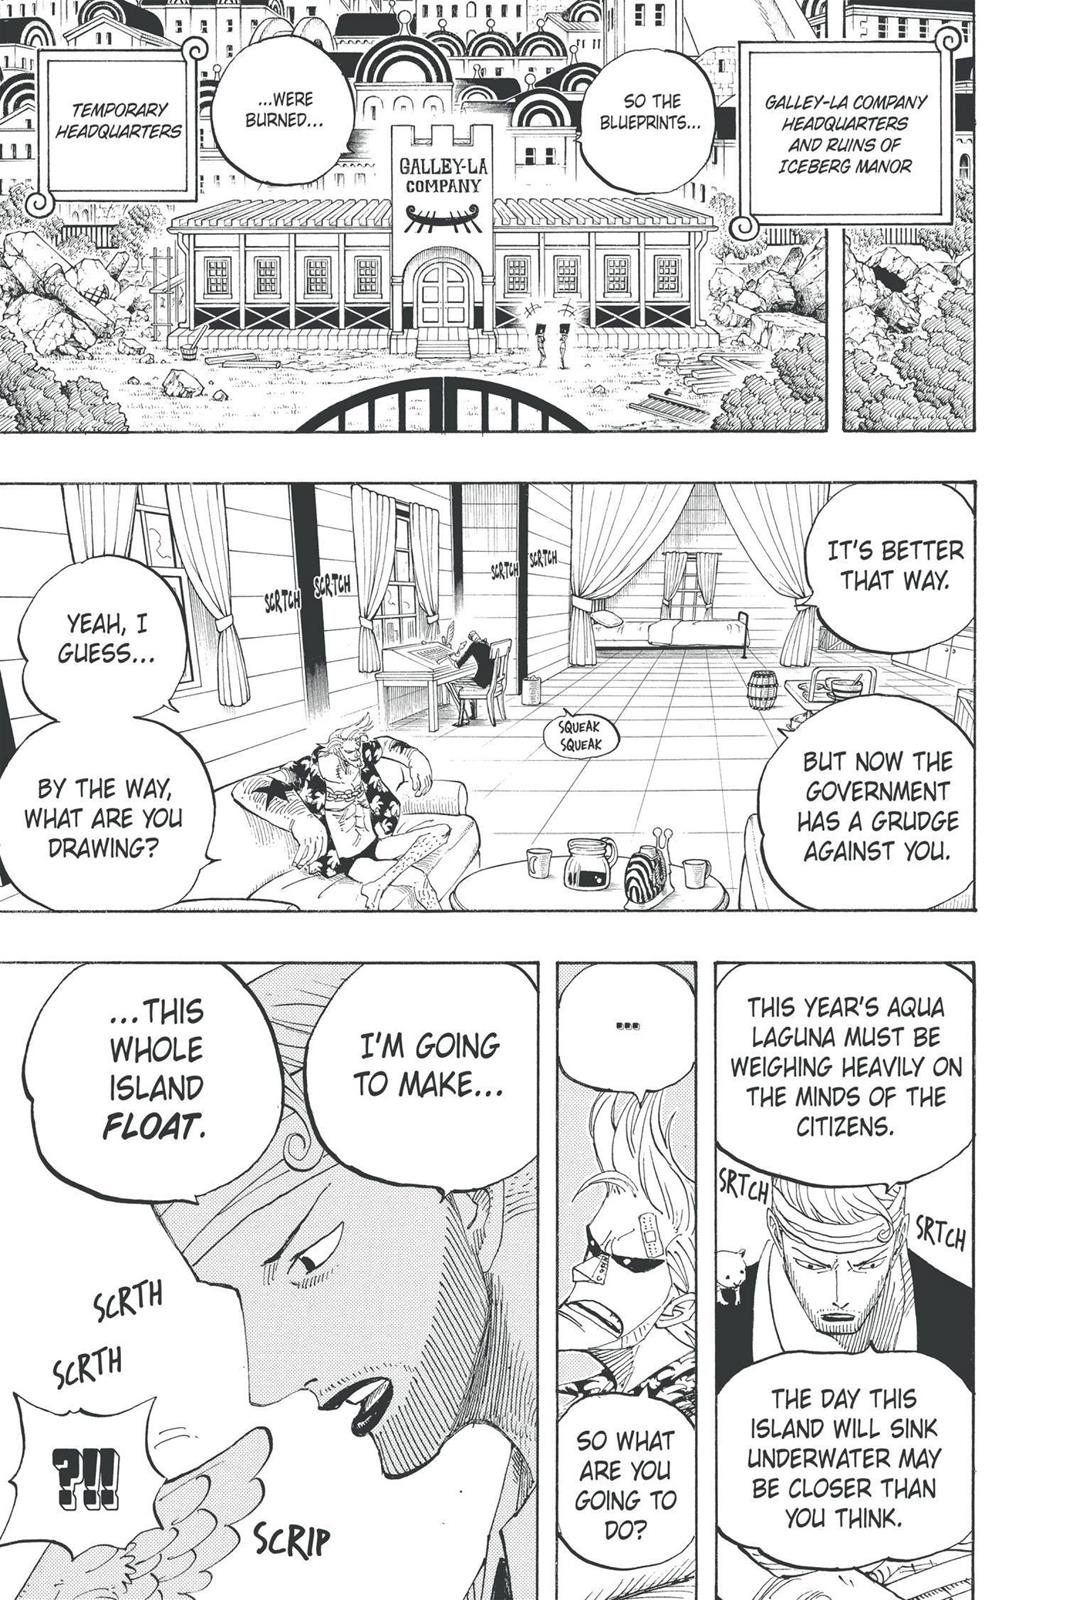 GALLEY-LA COMPANY
HEADQUARTERS
AND RUINS OF
ICEBERG MANOR
SO THE
BLUEPRINTS...
...WERE
BURNED...
TEMPORARY
HEADQUARTERS
GALLEY-LA
COMPANY
IT'S BETTER
THAT WAY.
SCRTCH
SCRTCH
SCRTCH
SCRTCH
YEAH, I
GUESS...
SQUEAK
SQUEAK
BUT NOW THE
GOVERNMENT
HAS A GRUDGE
AGAINST YOU.
BY THE WAY,
WHAT ARE YOU
DRAWING?
THIS YEAR'S AQUA
LAGUNA MUST BE
WEIGHING HEAVILY ON
THE MINDS OF THE
CITIZENS.
SRTCH
SRTCH
THE DAY THIS
ISLAND WILL SINK
UNDERWATER MAY
BE CLOSER THAN
YOU THINK.
...
SO WHAT
ARE YOU
GOING TO
DO?
I'M GOING
TO MAKE...
...THIS
WHOLE
ISLAND
FLOAT.
SCRTH
SCRTH
?!!
SCRIP